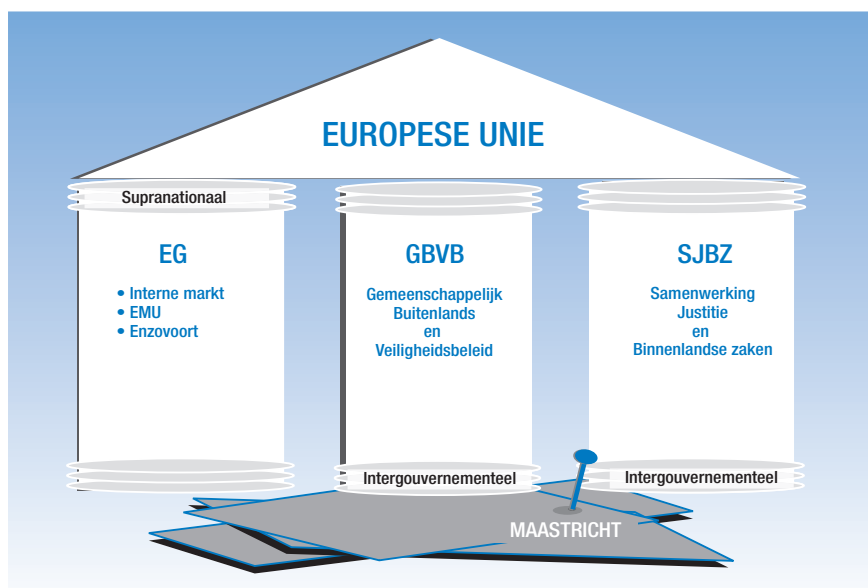 EUROPESE UNIE
Supranationaal
EG
• Interne markt
• EMU
• Enzovoort
GBVB
Gemeenschappelijk
Buitenlands
en
Veiligheidsbeleid
Intergouvernementeel
SJBZ
Samenwerking
Justitie
en
Binnenlandse zaken
Intergouvernementeel
MAASTRICHT